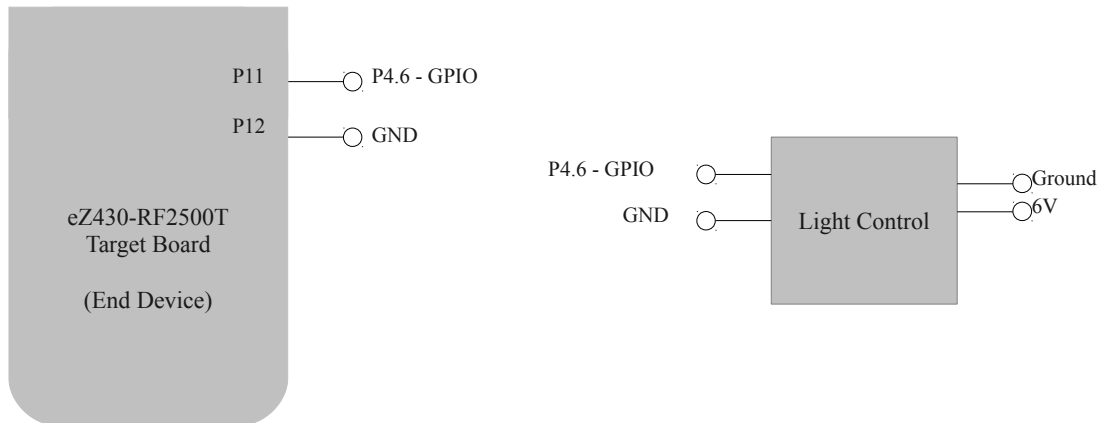 P11
P4.6 - GPIO
P12
GND
eZ430-RF2500T
Target Board
(End Device)
P4.6 - GPIO
GND
Light Control
Ground
6V